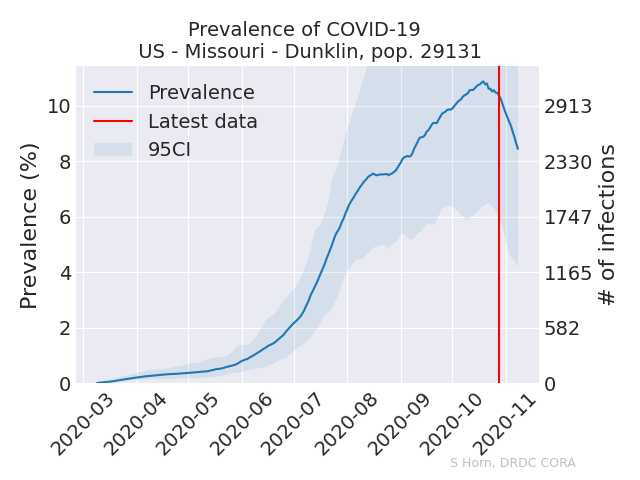 Prevalence of COVID-19
US - Missouri - Dunklin, pop. 29131
Prevalence
Latest data
95CI
Prevalence (%)
10
8
6
4
2
0
2913
2330
1747
1165
582
0
# of infections
2020-03
2020-04
2020-05
2020-06
2020-07
2020-08
2020-09
2020-10
2020-11
S Horn, DRDC CORA